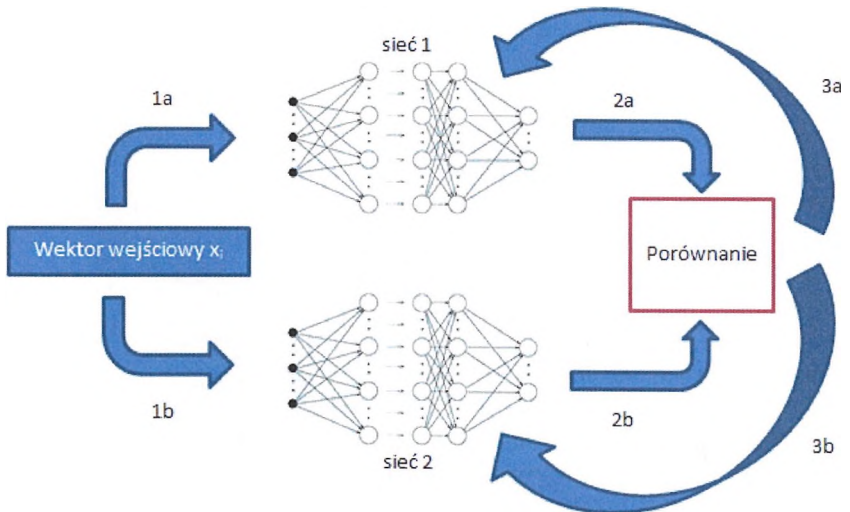 sieć 1
1a
2a
3a
Wektor wejściowy xᵢ
Porównanie
1b
2b
sieć 2
3b